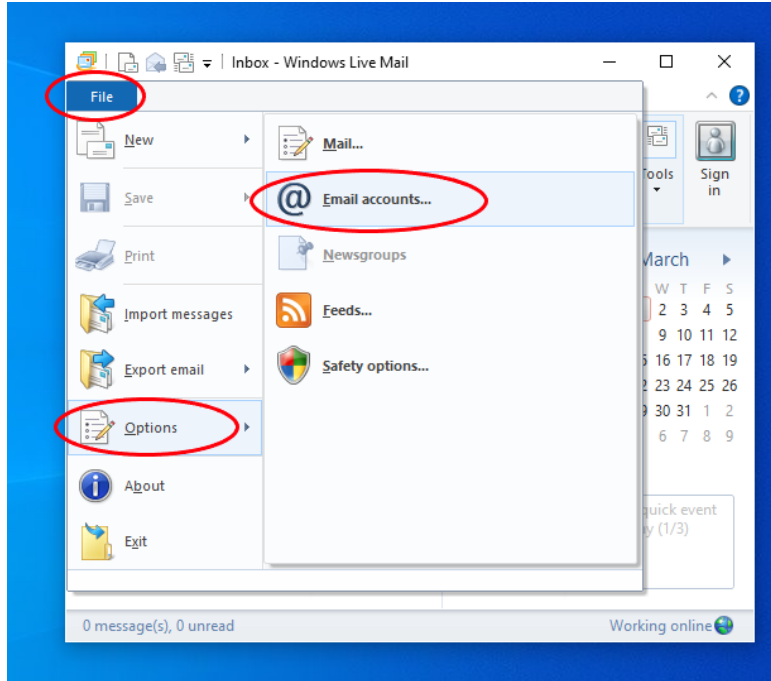 Inbox - Windows Live Mail
File
New
Mail...
Tools
Sign in
Save
Email accounts...
Print
Newsgroups
March
W T F S
2 3 4 5
Import messages
Feeds...
9 10 11 12
16 17 18 19
Export email
Safety options...
23 24 25 26
30 31 1 2
Options
6 7 8 9
About
quick event
(1/3)
Exit
0 message(s), 0 unread
Working online